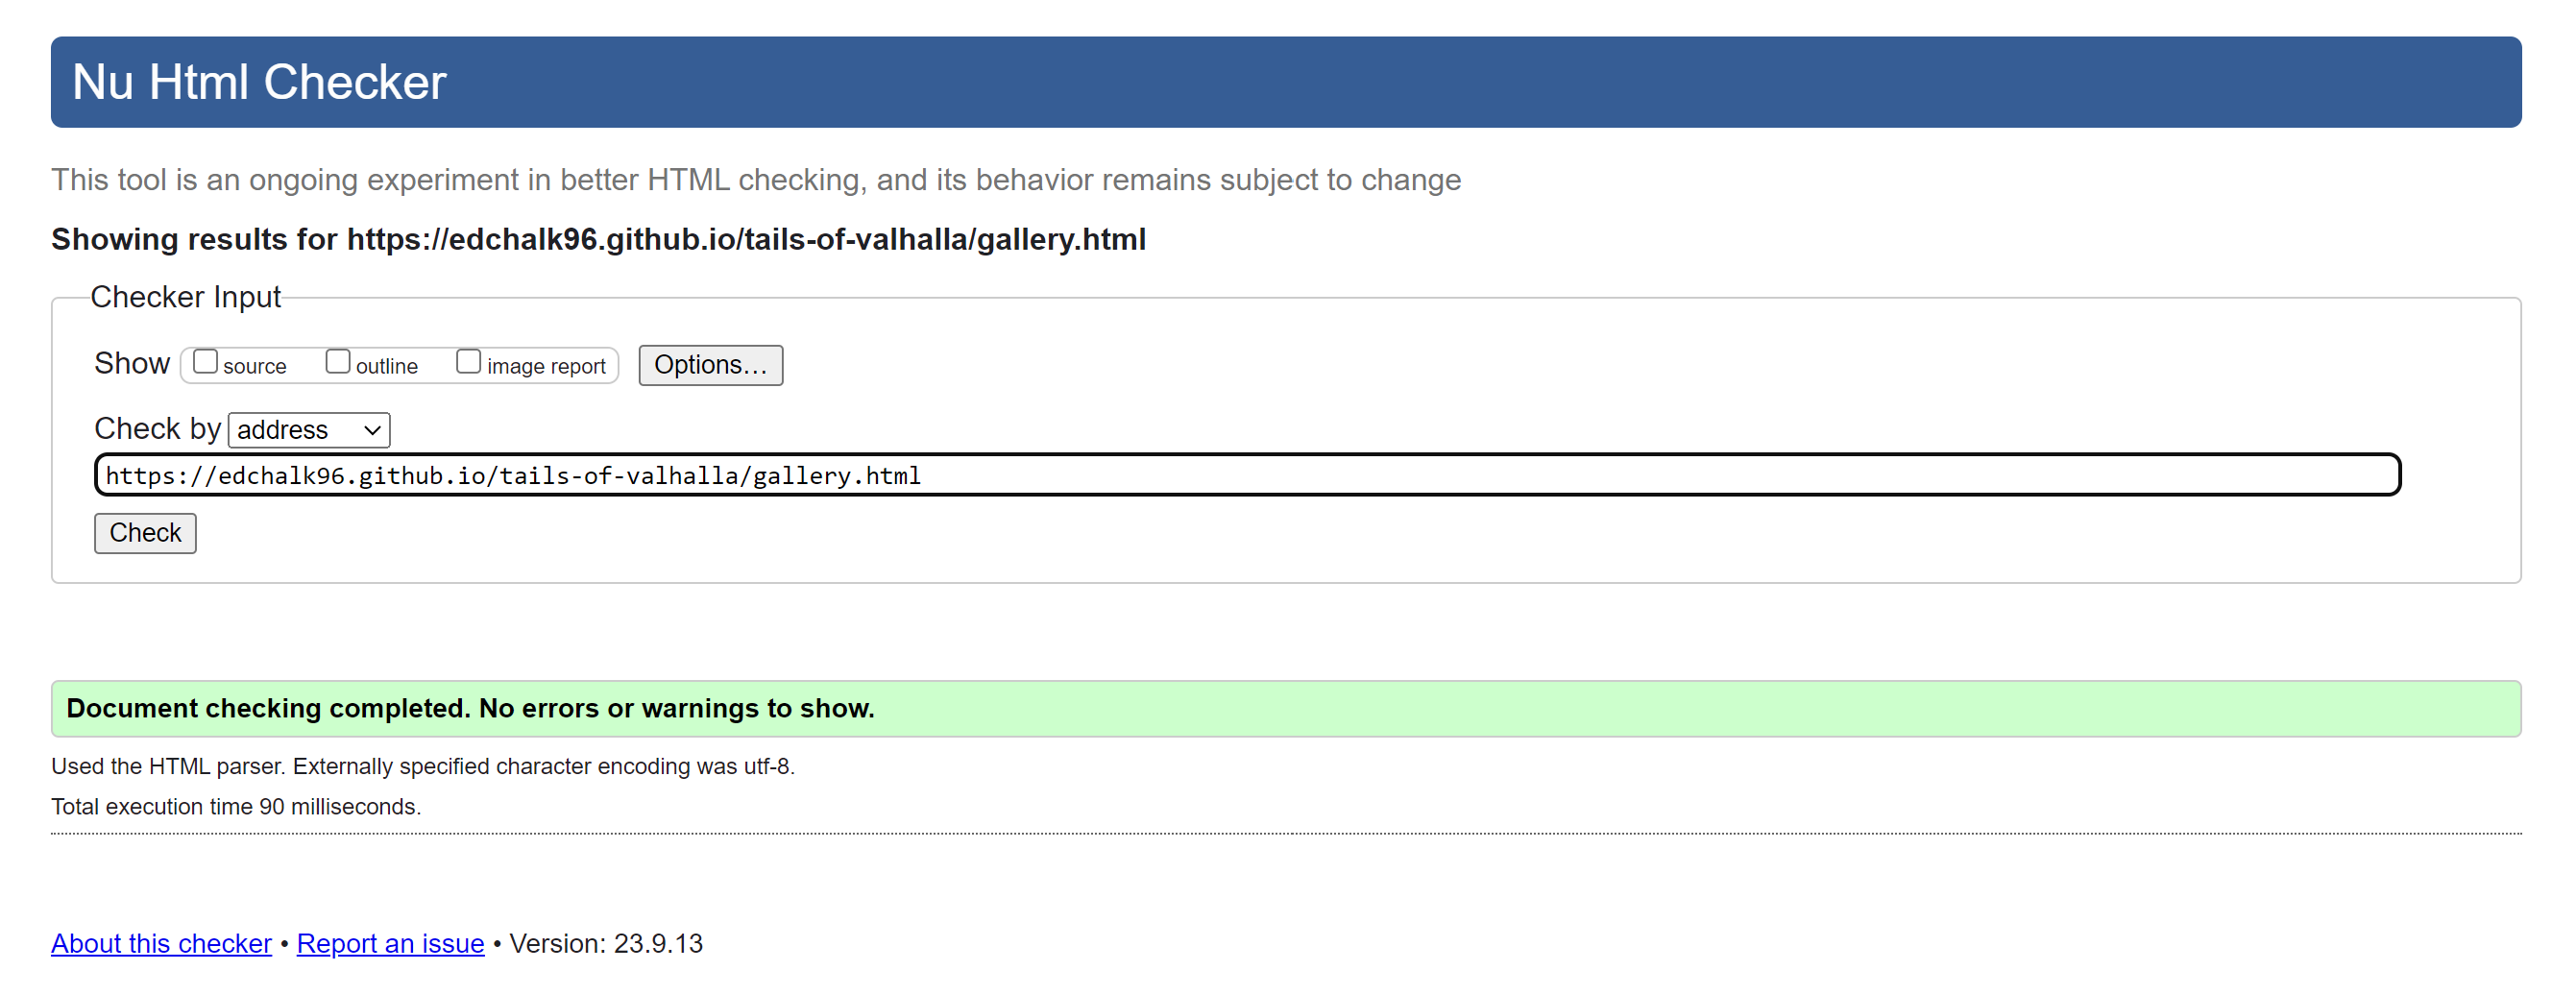 Nu Html Checker
This tool is an ongoing experiment in better HTML checking, and its behavior remains subject to change
Showing results for https://edchalk96.github.io/tails-of-valhalla/gallery.html
Checker Input
Show source outline image report Options...
Check by address
https://edchalk96.github.io/tails-of-valhalla/gallery.html
Check
Document checking completed. No errors or warnings to show.
Used the HTML parser. Externally specified character encoding was utf-8.
Total execution time 90 milliseconds.
About this checker • Report an issue • Version: 23.9.13